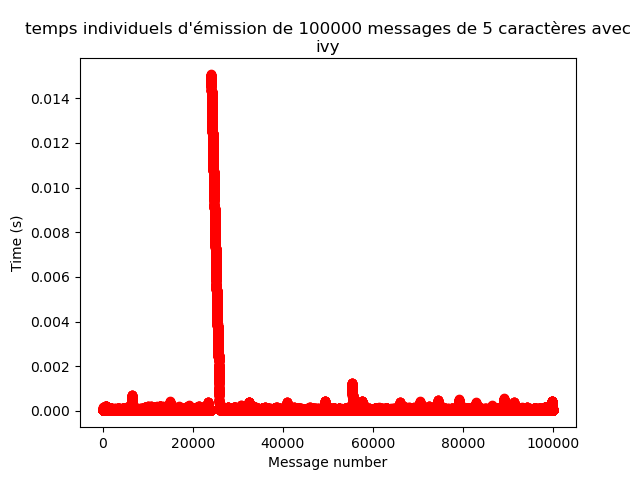 temps individuels d'émission de 100000 messages de 5 caractères avec
ivy
0.014
0.012
0.010
0.008
0.006
0.004
0.002
0.000
Time (s)
0 20000 40000 60000 80000 100000
Message number